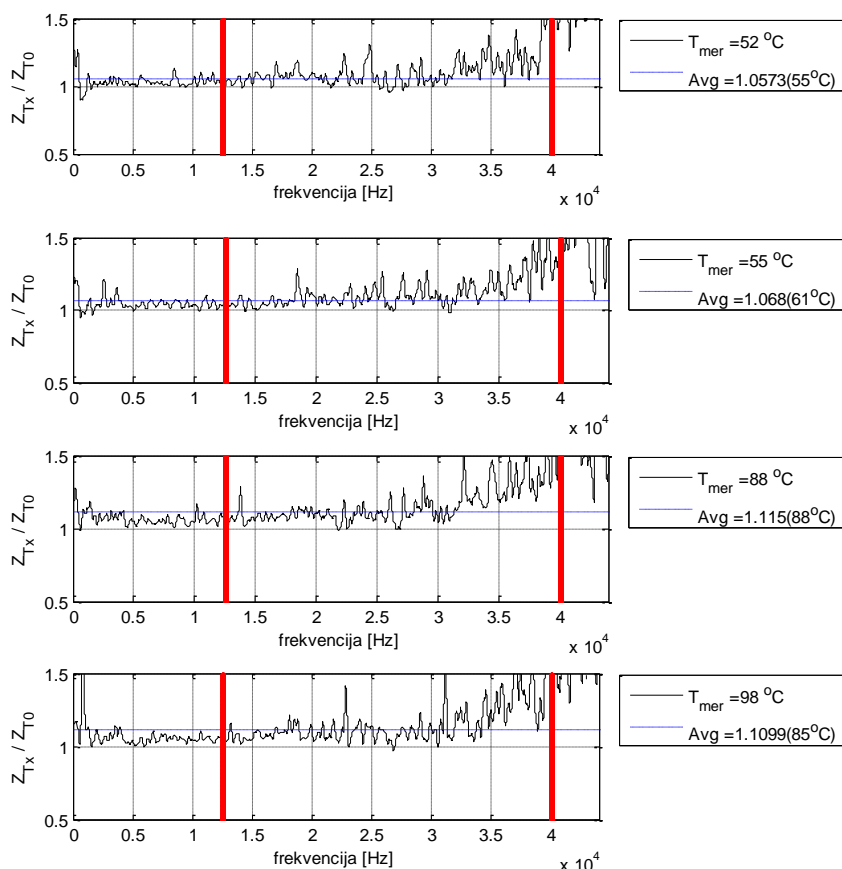 1.5
1
0.5
Z_Tx / Z_T0
0 0.5 1 1.5 2 2.5 3 3.5 4
frekvencija [Hz]
x 10^4
T_mer =52 °C
Avg =1.0573(55°C)
1.5
1
0.5
Z_Tx / Z_T0
0 0.5 1 1.5 2 2.5 3 3.5 4
frekvencija [Hz]
x 10^4
T_mer =55 °C
Avg =1.068(61°C)
1.5
1
0.5
Z_Tx / Z_T0
0 0.5 1 1.5 2 2.5 3 3.5 4
frekvencija [Hz]
x 10^4
T_mer =88 °C
Avg =1.115(88°C)
1.5
1
0.5
Z_Tx / Z_T0
0 0.5 1 1.5 2 2.5 3 3.5 4
frekvencija [Hz]
x 10^4
T_mer =98 °C
Avg =1.1099(85°C)